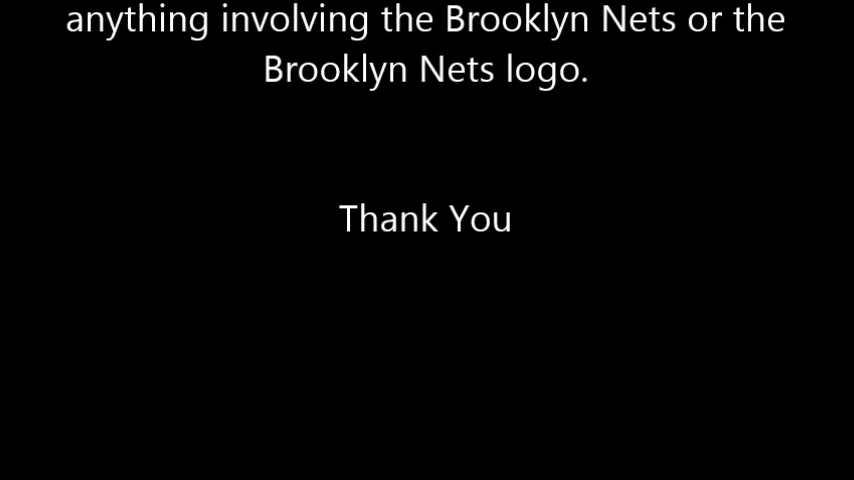 anything involving the Brooklyn Nets or the
Brooklyn Nets logo.
Thank You